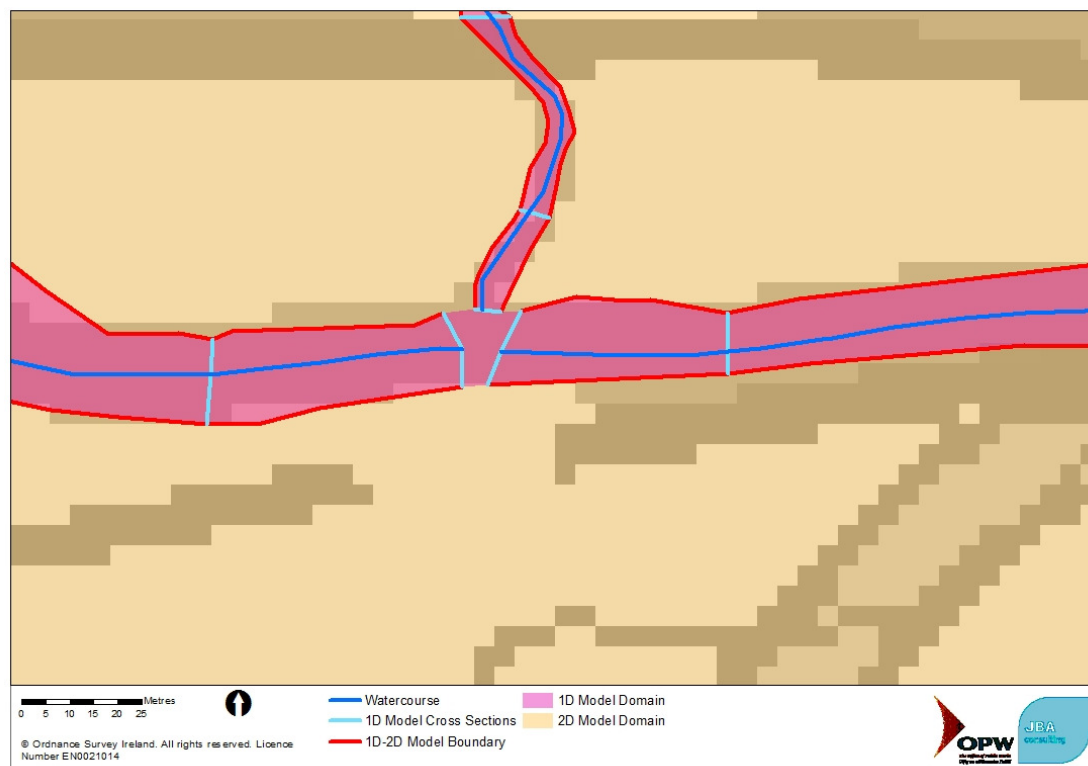 Metres
0 5 10 15 20 25
© Ordnance Survey Ireland. All rights reserved. Licence
Number EN0021014
Watercourse
1D Model Cross Sections
1D-2D Model Boundary
1D Model Domain
2D Model Domain
OPW
JBA
consulting